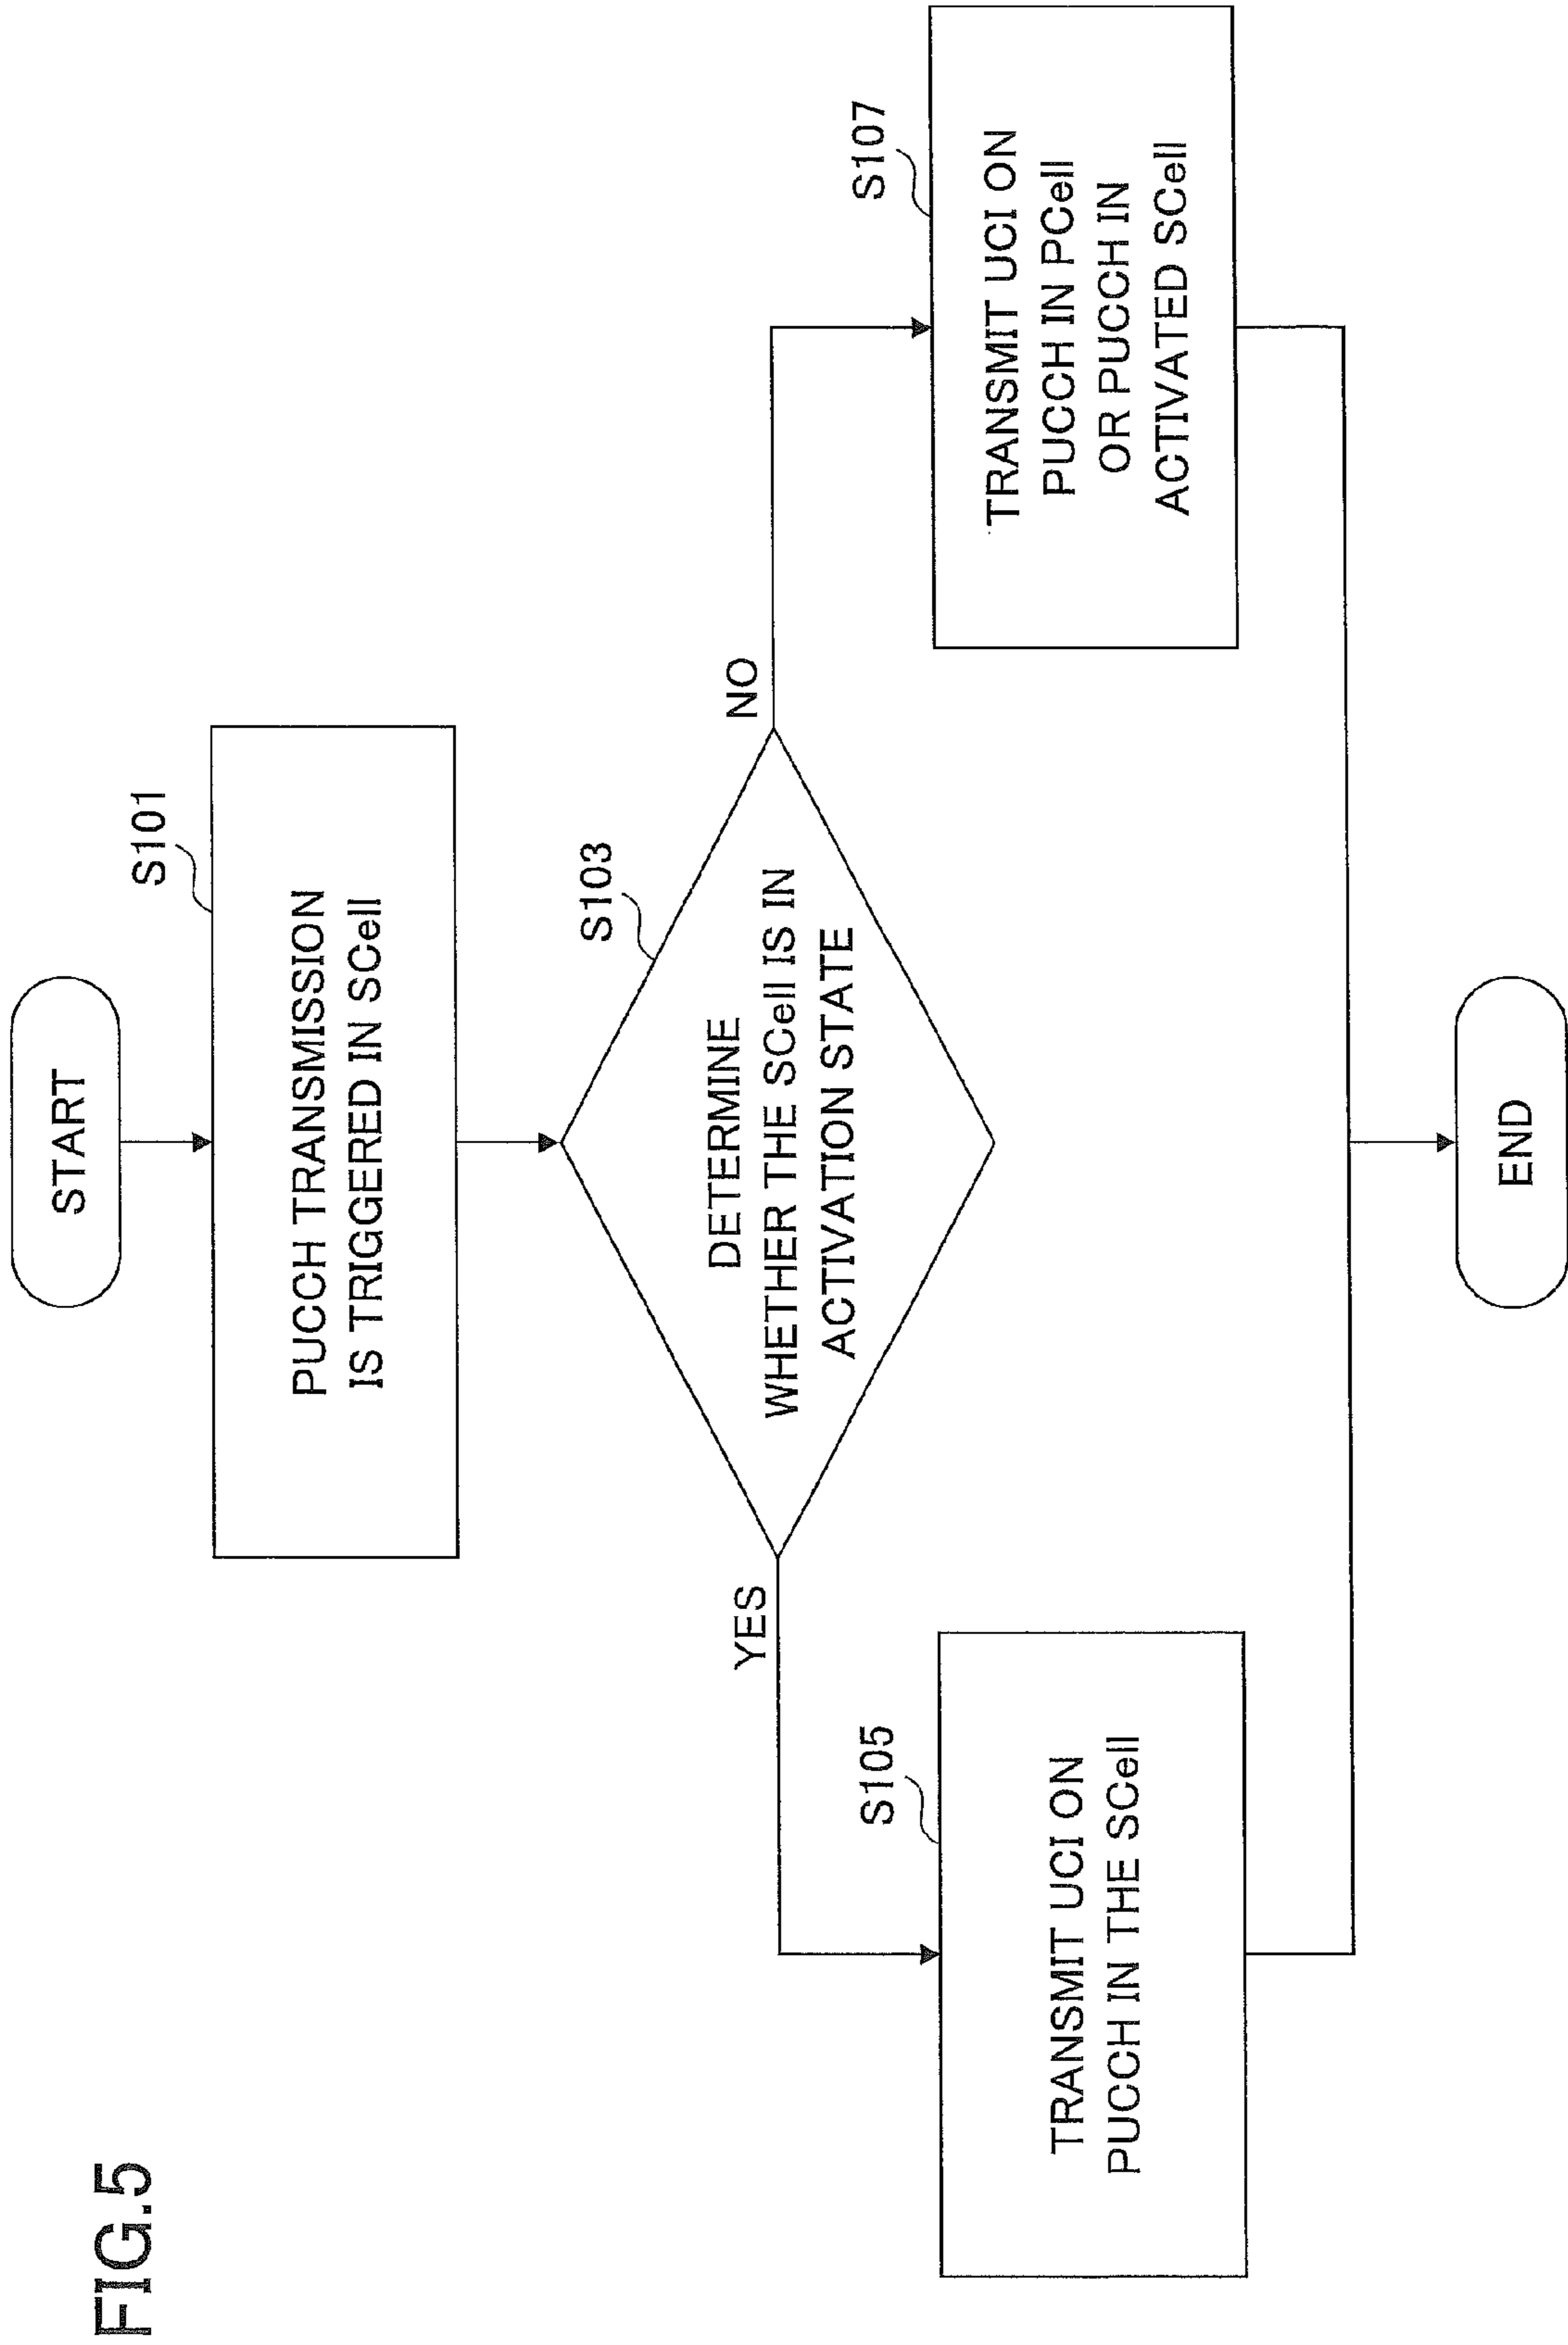 FIG.5
START
S101
PUCCH TRANSMISSION
IS TRIGGERED IN SCell
S103
DETERMINE
WHETHER THE SCell IS IN
ACTIVATION STATE
YES
NO
S105
TRANSMIT UCI ON
PUCCH IN THE SCell
S107
TRANSMIT UCI ON
PUCCH IN PCell
OR PUCCH IN
ACTIVATED SCell
END